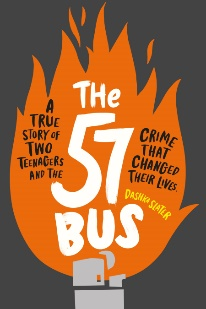 THE
57
BUS
A
TRUE
STORY OF
TWO
TEENAGERS
AND THE
CRIME
THAT
CHANGED
THEIR LIVES
DASHKA SLATER